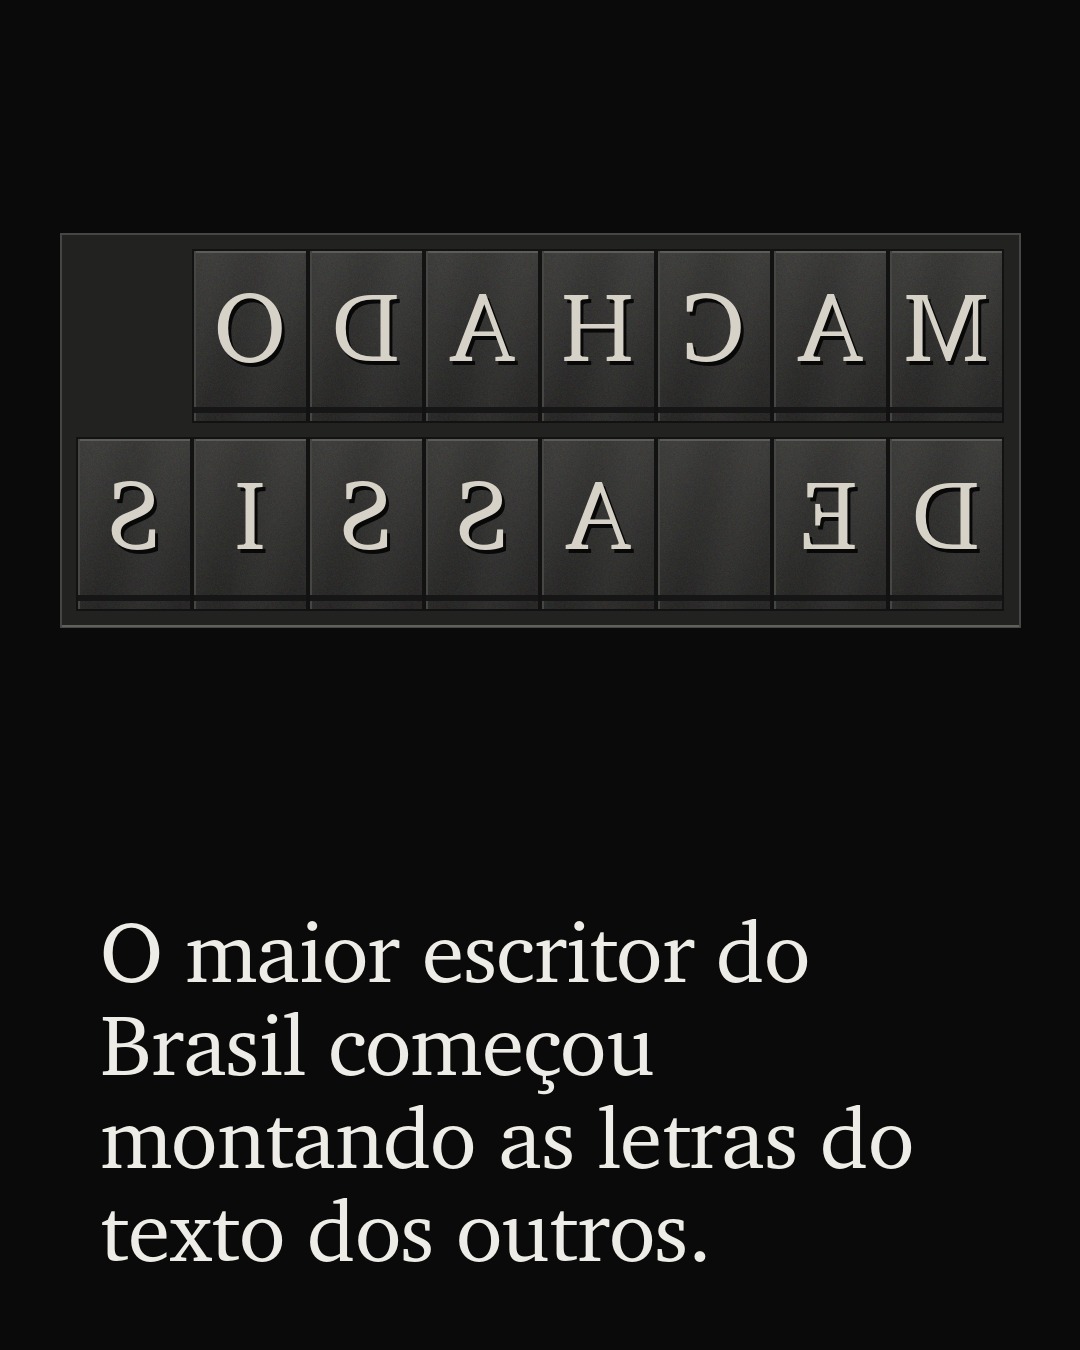 MACHADO
DE ASSIS
O maior escritor do
Brasil começou
montando as letras do
texto dos outros.